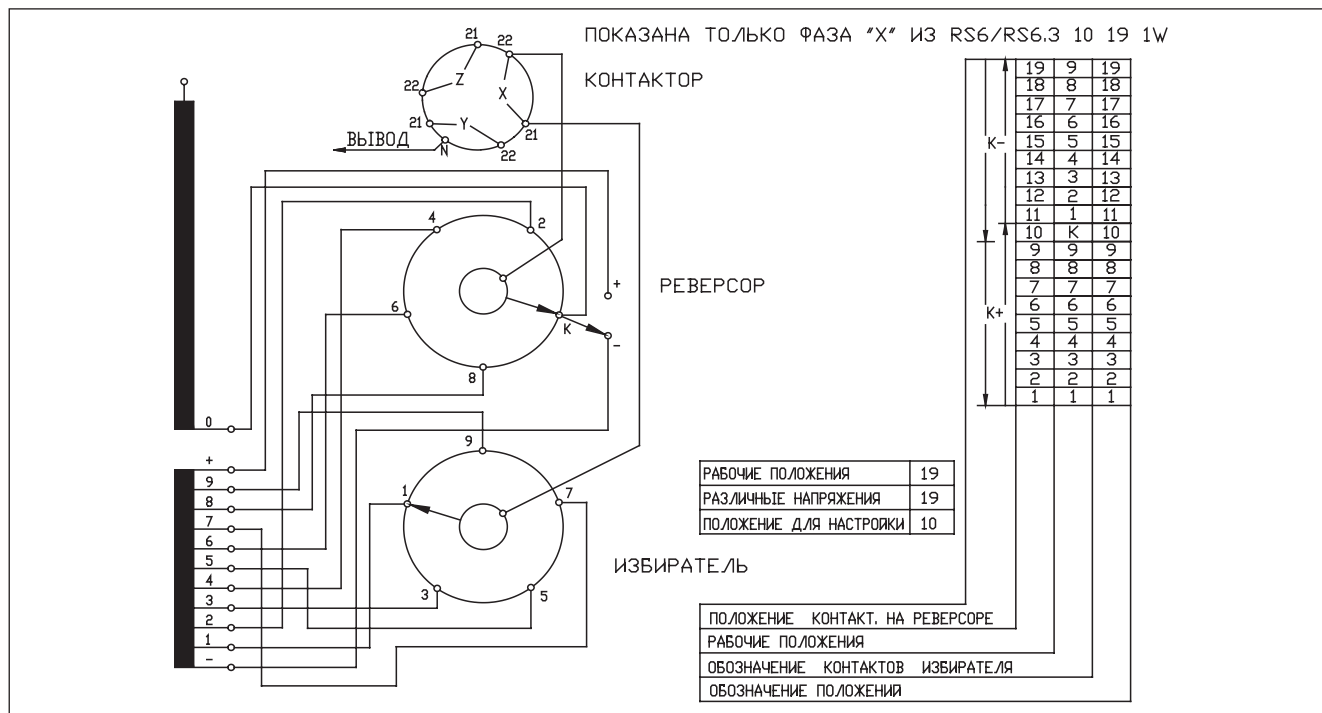 ПОКАЗАНА ТОЛЬКО ФАЗА "X" ИЗ RS6/RS6.3 10 19 1W
КОНТАКТОР
21
22
Z
X
22
21
Y
21
N
22
ВЫВОД
4
2
6
K
8
+
-
РЕВЕРСОР
0
+
9
8
7
6
5
4
3
2
1
-
9
1
7
3
5
ИЗБИРАТЕЛЬ
K-
K+
19 9 19
18 8 18
17 7 17
16 6 16
15 5 15
14 4 14
13 3 13
12 2 12
11 1 11
10 K 10
9 9 9
8 8 8
7 7 7
6 6 6
5 5 5
4 4 4
3 3 3
2 2 2
1 1 1
РАБОЧИЕ ПОЛОЖЕНИЯ 19
РАЗЛИЧНЫЕ НАПРЯЖЕНИЯ 19
ПОЛОЖЕНИЕ ДЛЯ НАСТРОЙКИ 10
ПОЛОЖЕНИЕ КОНТАКТ. НА РЕВЕРСОРЕ
РАБОЧИЕ ПОЛОЖЕНИЯ
ОБОЗНАЧЕНИЕ КОНТАКТОВ ИЗБИРАТЕЛЯ
ОБОЗНАЧЕНИЕ ПОЛОЖЕНИЙ